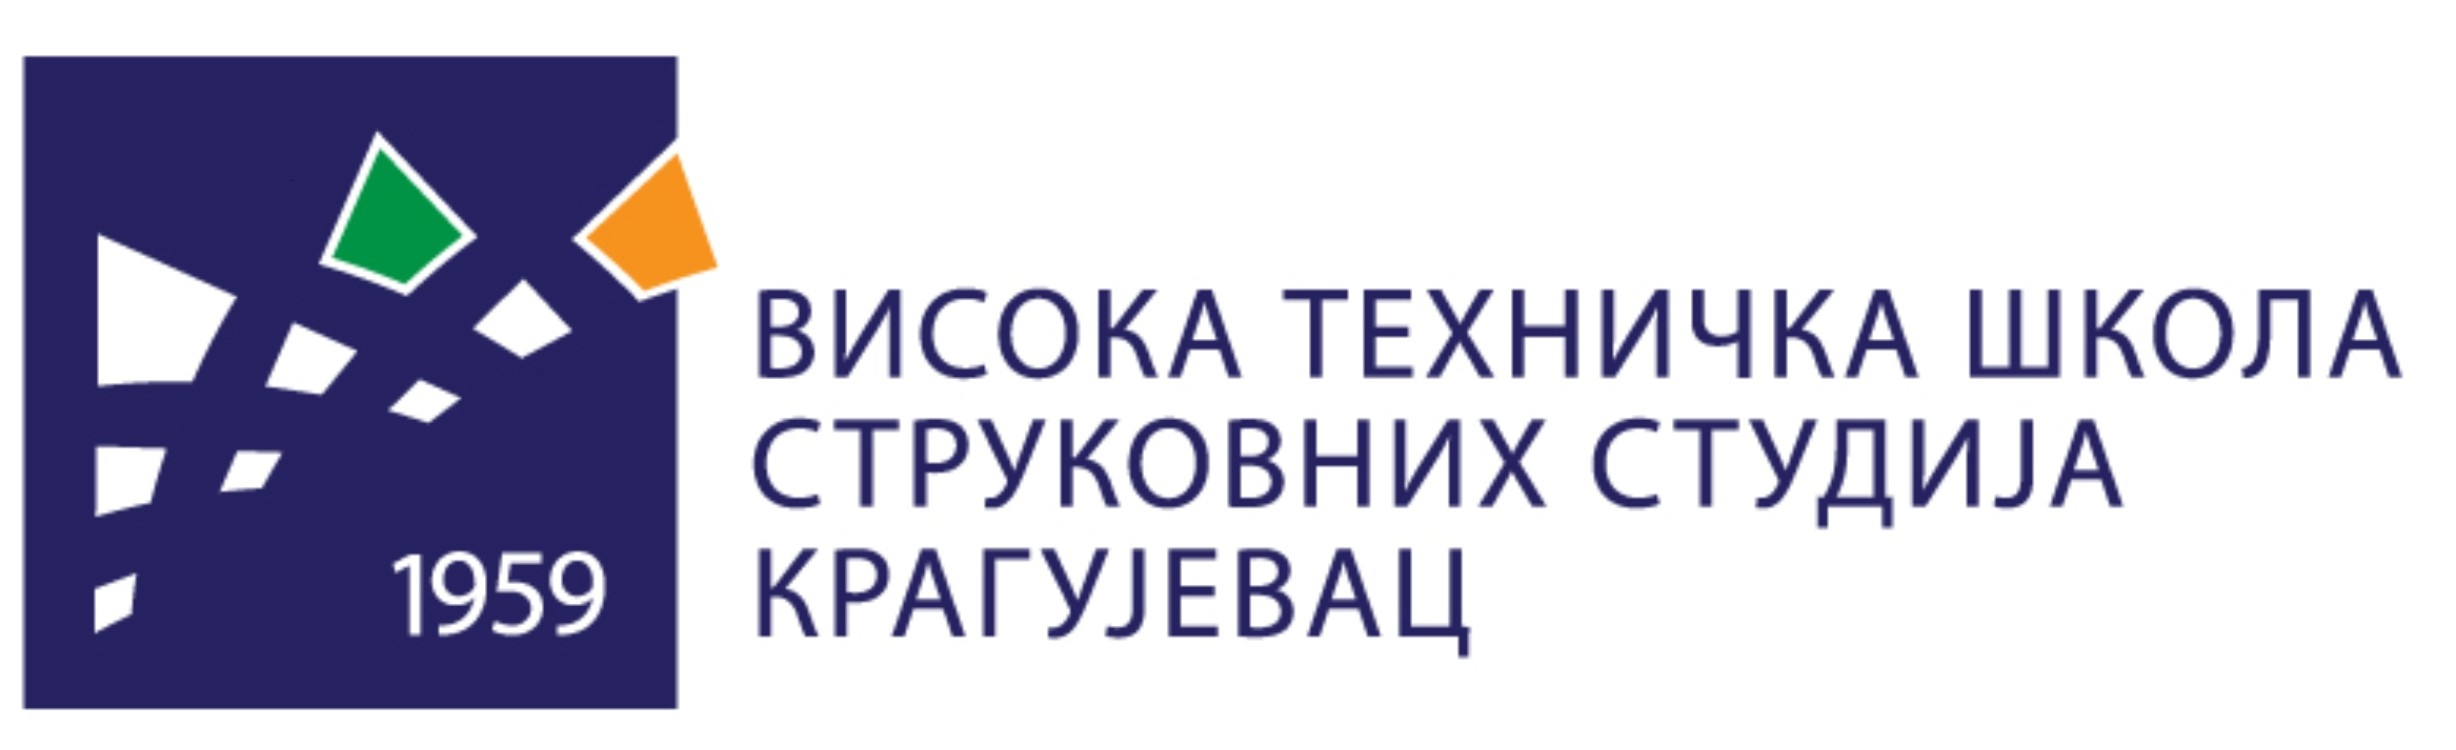 1959
ВИСОКА ТЕХНИЧКА ШКОЛА
СТРУКОВНИХ СТУДИЈА
КРАГУЈЕВАЦ